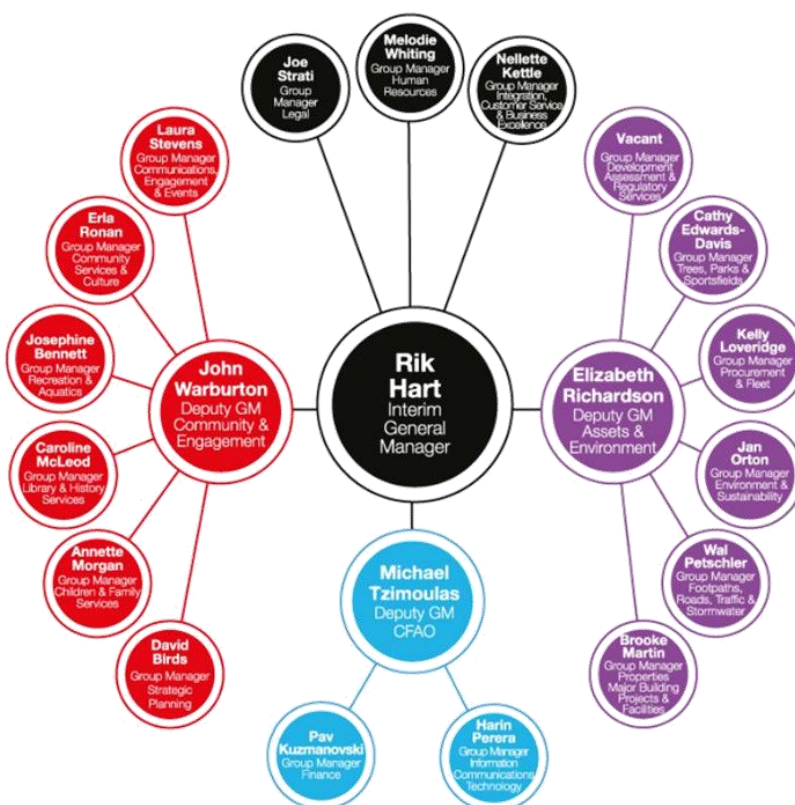 Joe
Strati
Group
Manager
Legal
Melodie
Whiting
Group Manager
Human
Resources
Nellette
Kettle
Group Manager
Integration,
Customer Service
& Business
Excellence
Laura
Stevens
Group Manager
Communications,
Engagement
& Events
Erla
Ronan
Group Manager
Community
Services &
Culture
Josephine
Bennett
Group Manager
Recreation &
Aquatics
Caroline
McLeod
Group Manager
Library & History
Services
Annette
Morgan
Group Manager
Children & Family
Services
David
Birds
Group Manager
Strategic
Planning
John
Warburton
Deputy GM
Community &
Engagement
Rik
Hart
Interim
General
Manager
Elizabeth
Richardson
Deputy GM
Assets &
Environment
Vacant
Group Manager
Development
Assessment &
Regulatory
Services
Cathy
Edwards-
Davis
Group Manager
Trees, Parks &
Sportsfields
Kelly
Loveridge
Group Manager
Procurement
& Fleet
Jan
Orton
Group Manager
Environment &
Sustainability
Wal
Petschler
Group Manager
Footpaths,
Roads, Traffic &
Stormwater
Brooke
Martin
Group Manager
Properties
Major Building
Projects &
Facilities
Michael
Tzimoulas
Deputy GM
CFAO
Pav
Kuzmanovski
Group Manager
Finance
Harin
Perera
Group Manager
Information
Communications
Technology